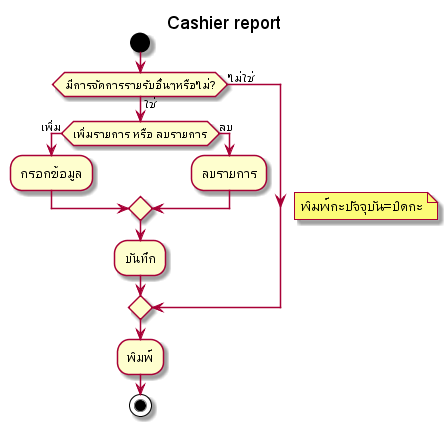 Cashier report
มีการจัดการรายรับอื่นๆหรือไม่?
ไม่ใช่
ใช่
เพิ่มรายการ หรือ ลบรายการ
เพิ่ม
ลบ
กรอกข้อมูล
ลบรายการ
พิมพ์กะปัจจุบัน=ปิดกะ
บันทึก
พิมพ์